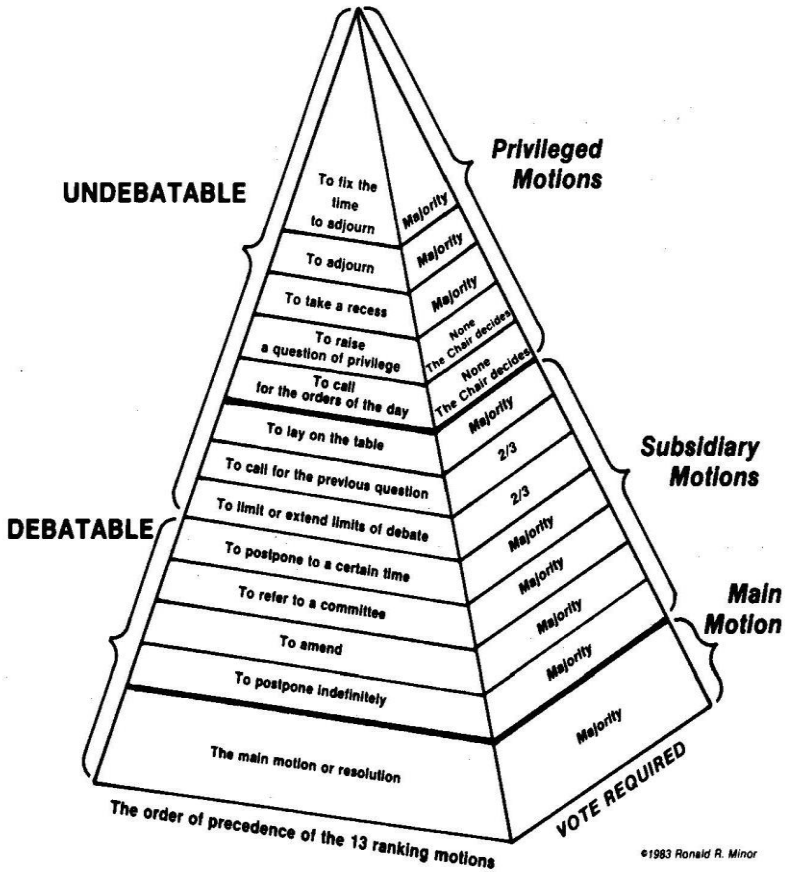 UNDEBATABLE
DEBATABLE
Privileged
Motions
Subsidiary
Motions
Main
Motion
To fix the
time
to adjourn
Majority
To adjourn
Majority
To take a recess
Majority
To raise
a question of privilege
None
The Chair decides
To call
for the orders of the day
None
The Chair decides
To lay on the table
Majority
To call for the previous question
2/3
To limit or extend limits of debate
2/3
To postpone to a certain time
Majority
To refer to a committee
Majority
To amend
Majority
To postpone indefinitely
Majority
The main motion or resolution
Majority
The order of precedence of the 13 ranking motions
VOTE REQUIRED
©1983 Ronald R. Minor